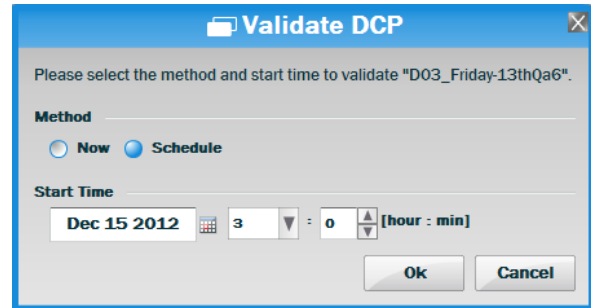 Validate DCP
Please select the method and start time to validate "D03_Friday-13thQa6".
Method
Now Schedule
Start Time
Dec 15 2012 3 : 0 [hour : min]
Ok Cancel